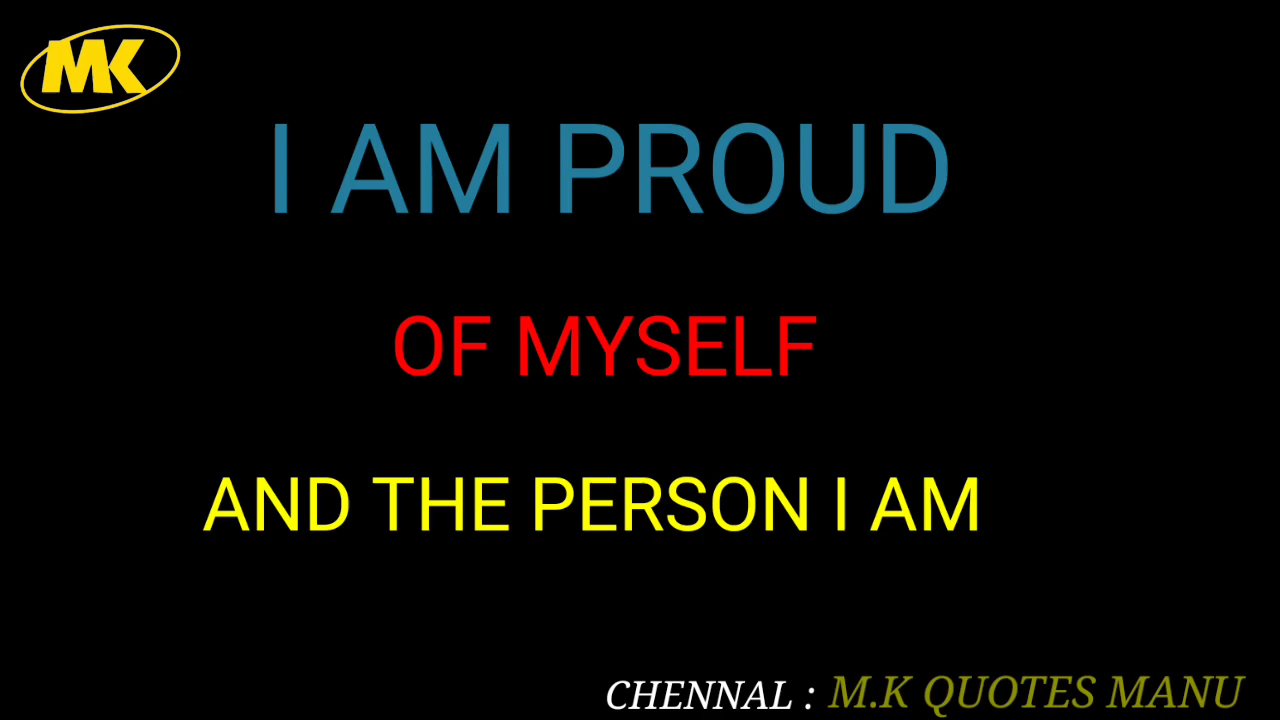 MK
I AM PROUD
OF MYSELF
AND THE PERSON I AM
CHENNAL : M.K QUOTES MANU